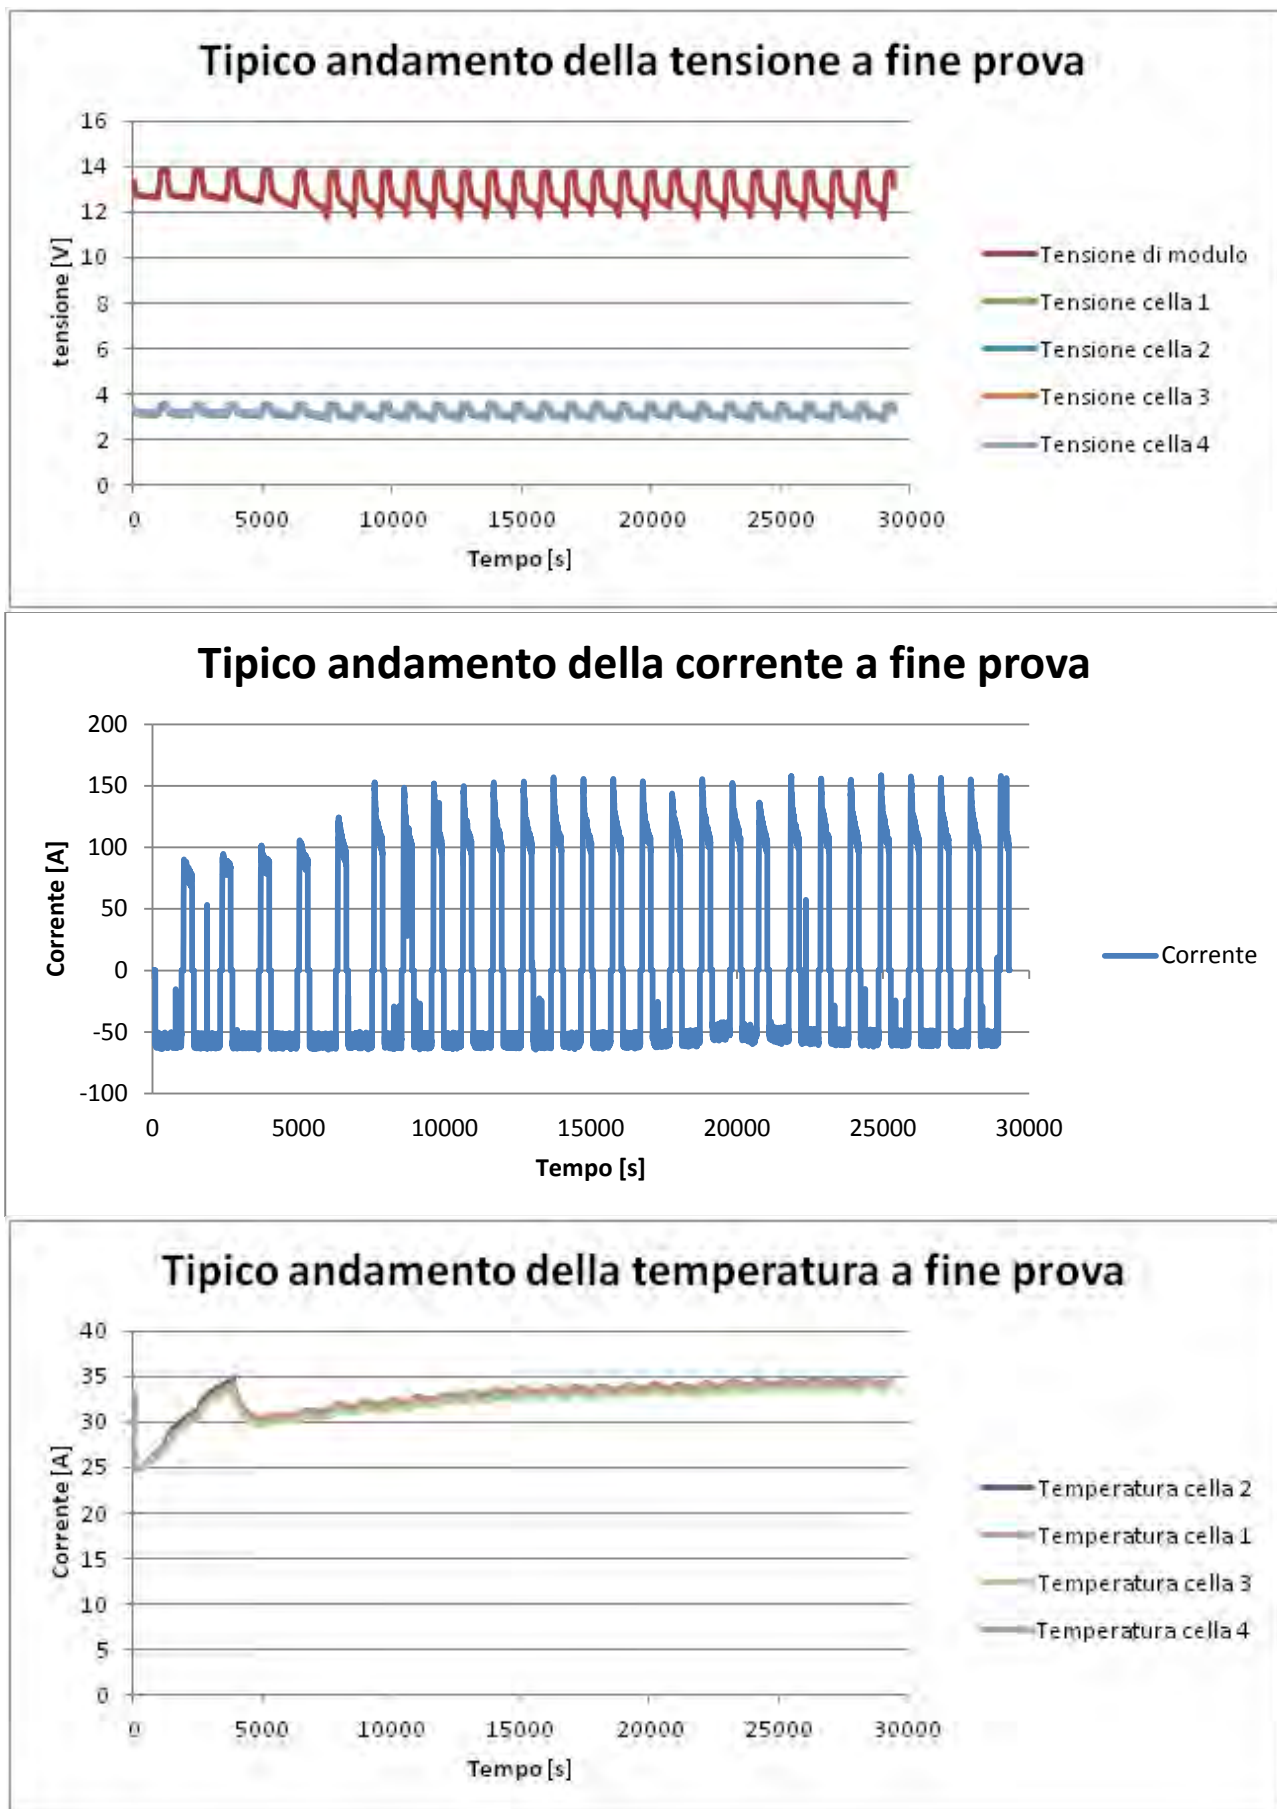 Tipico andamento della tensione a fine prova
16
14
12
10
8
6
4
2
0
tensione [V]
0 5000 10000 15000 20000 25000 30000
Tempo [s]
Tensione di modulo
Tensione cella 1
Tensione cella 2
Tensione cella 3
Tensione cella 4
Tipico andamento della corrente a fine prova
200
150
100
50
0
-50
-100
Corrente [A]
0 5000 10000 15000 20000 25000 30000
Tempo [s]
Corrente
Tipico andamento della temperatura a fine prova
40
35
30
25
20
15
10
5
0
Corrente [A]
0 5000 10000 15000 20000 25000 30000
Tempo [s]
Temperatura cella 2
Temperatura cella 1
Temperatura cella 3
Temperatura cella 4